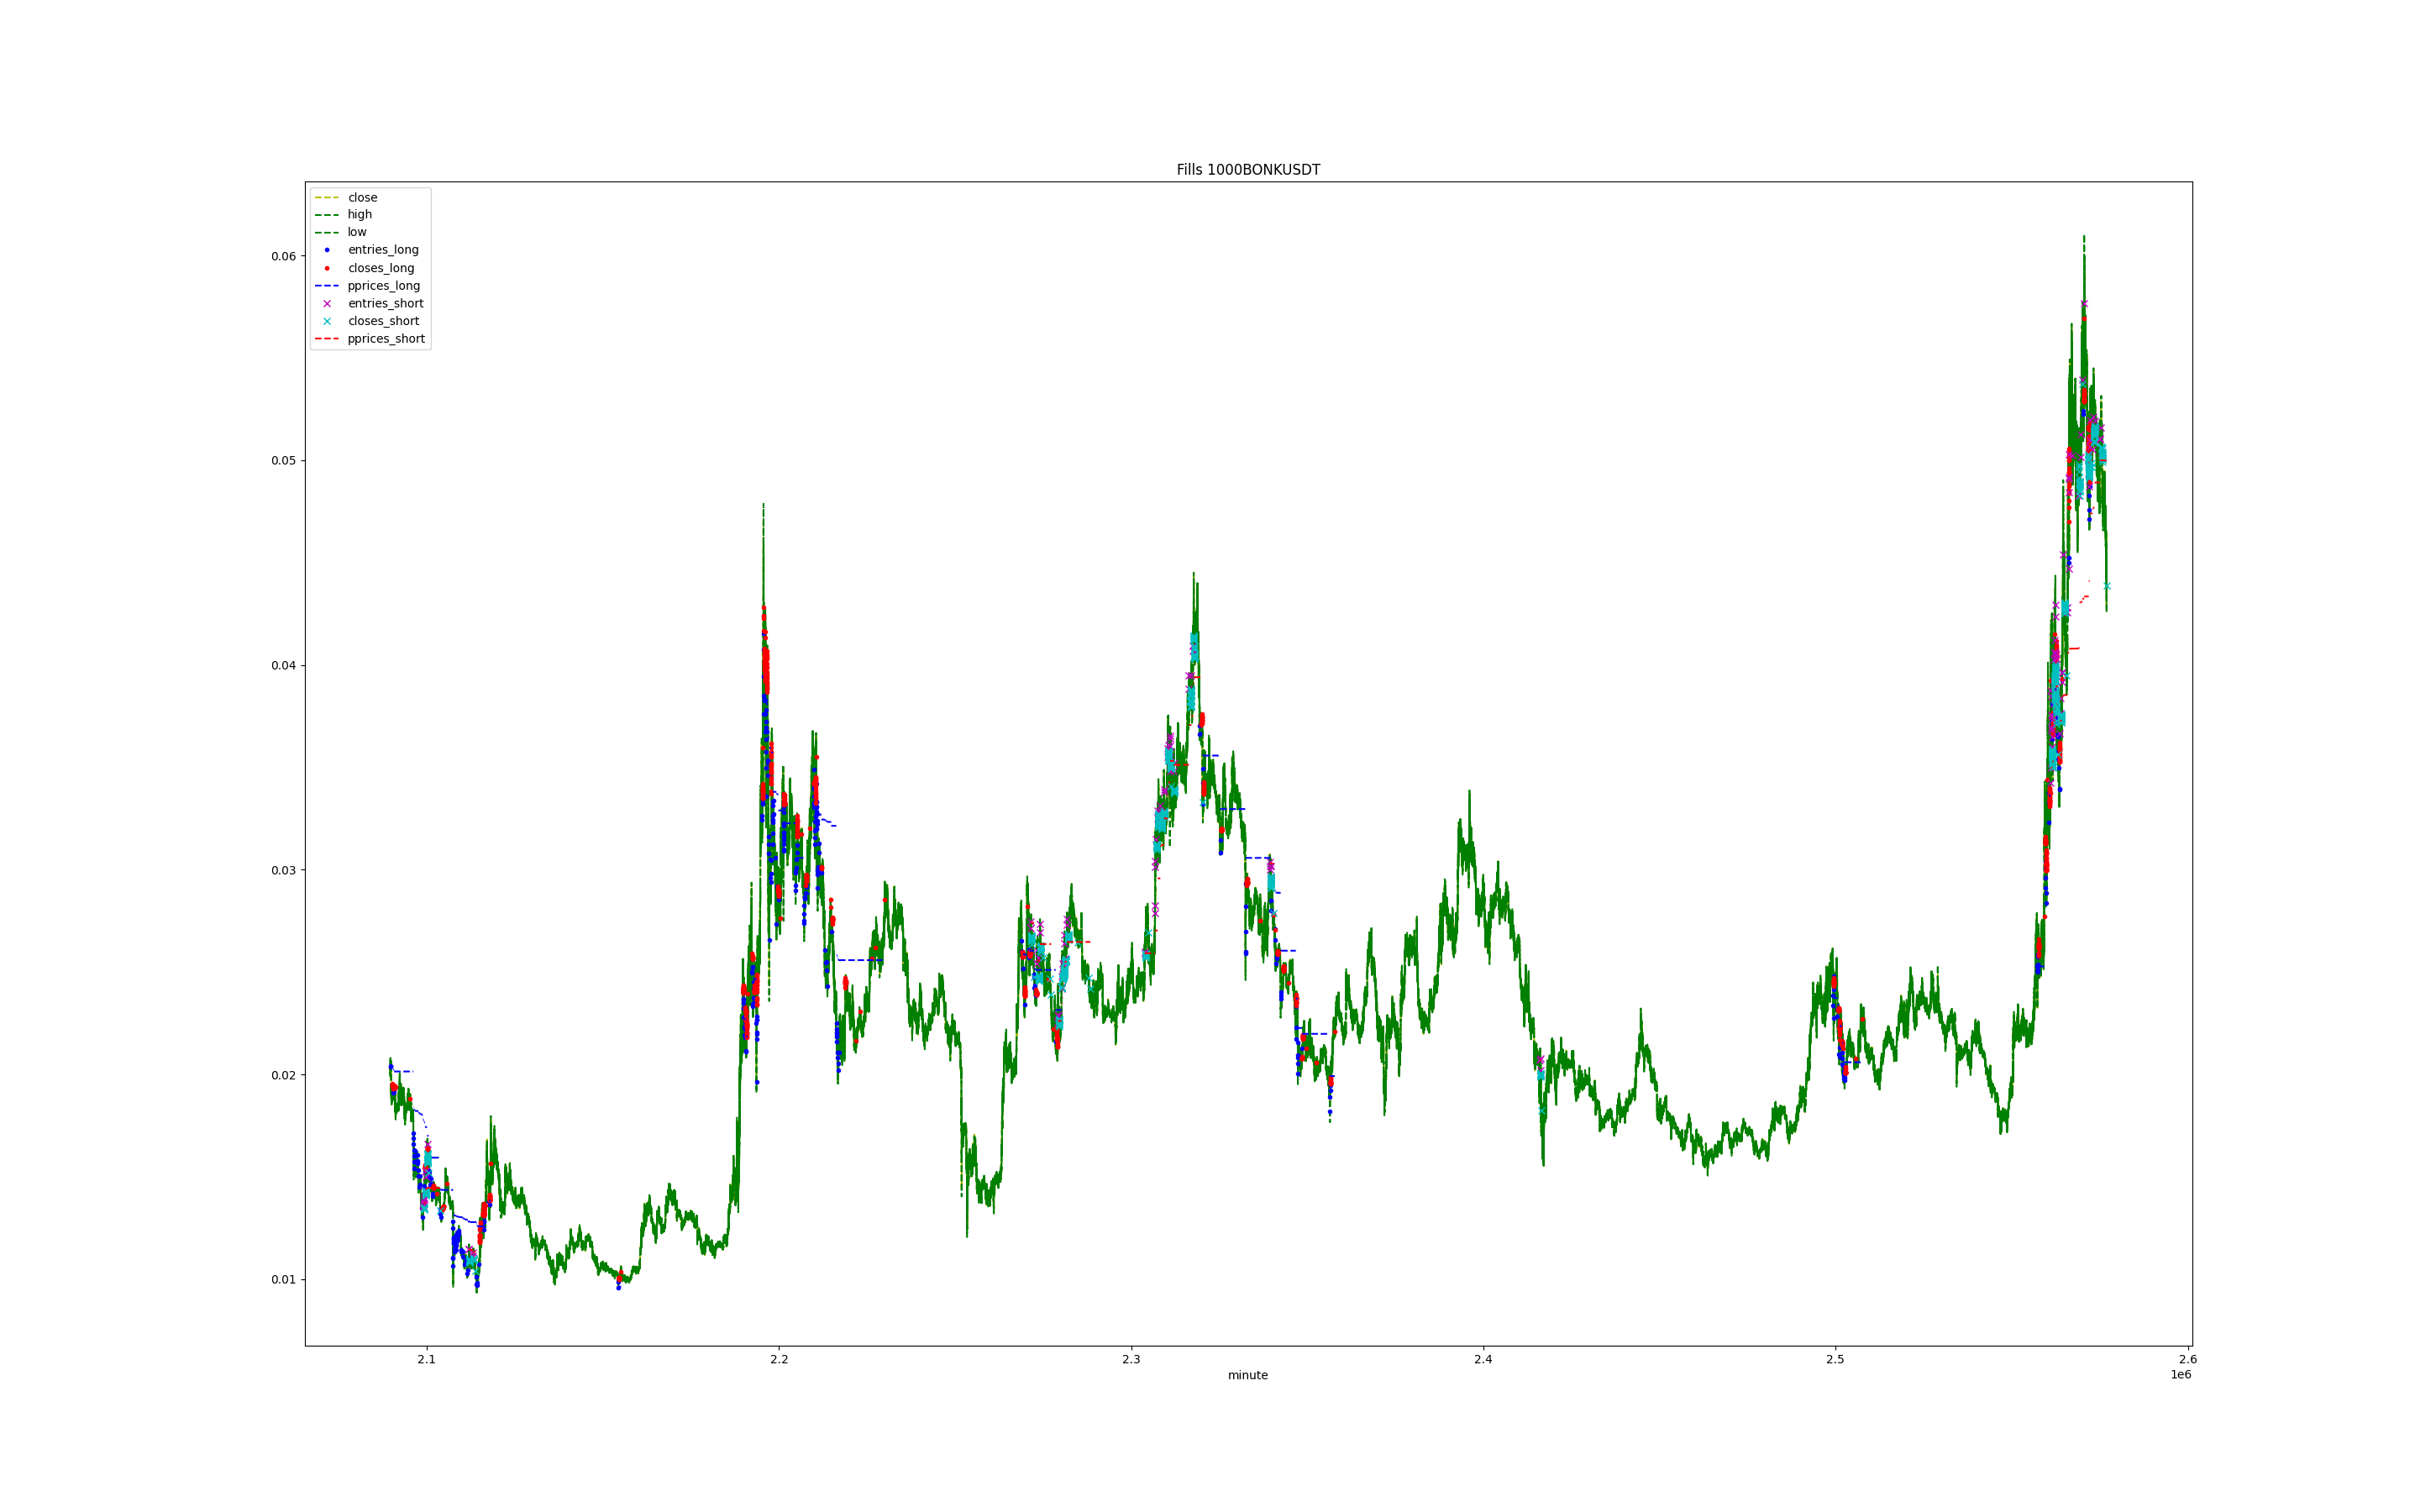 Fills 1000BONKUSDT
close
high
low
entries_long
closes_long
pprices_long
entries_short
closes_short
pprices_short
0.06
0.05
0.04
0.03
0.02
0.01
2.1 2.2 2.3 2.4 2.5 2.6
minute 1e6